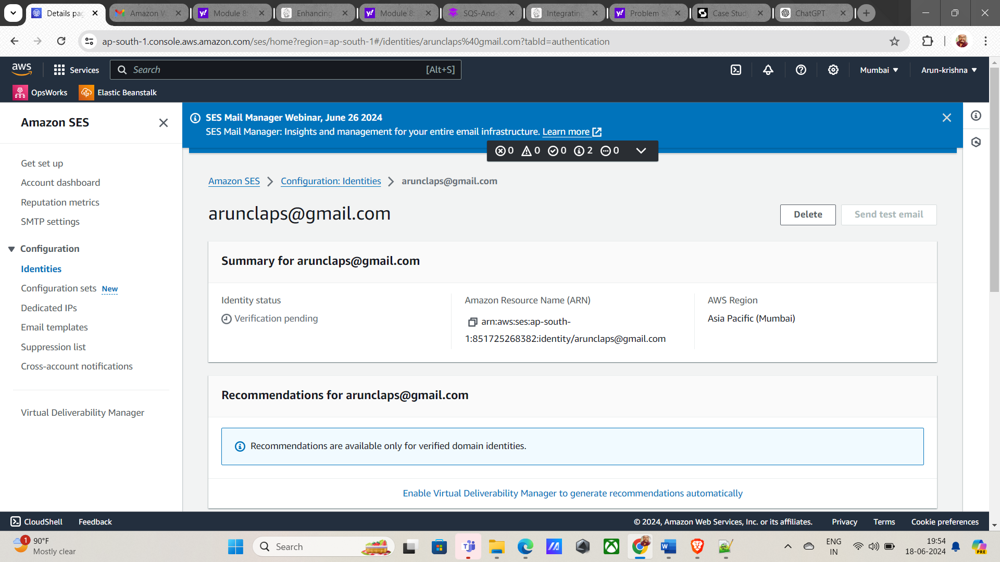 Details pag
Amazon W
Module 8:
Enhancing
Module 8:
SQS-And-
Integrating
Problem S
Case Stud
ChatGPT
ap-south-1.console.aws.amazon.com/ses/home?region=ap-south-1#/identities/arunclaps%40gmail.com?tabId=authentication
aws
Services
Search
[Alt+S]
Mumbai
Arun-krishna
OpsWorks
Elastic Beanstalk
Amazon SES
Get set up
Account dashboard
Reputation metrics
SMTP settings
Configuration
Identities
Configuration sets New
Dedicated IPs
Email templates
Suppression list
Cross-account notifications
Virtual Deliverability Manager
SES Mail Manager Webinar, June 26 2024
SES Mail Manager: Insights and management for your entire email infrastructure. Learn more
0 0 0 2 0
Amazon SES
Configuration: Identities
arunclaps@gmail.com
arunclaps@gmail.com
Delete
Send test email
Summary for arunclaps@gmail.com
Identity status
Verification pending
Amazon Resource Name (ARN)
arn:aws:ses:ap-south-
1:851725268382:identity/arunclaps@gmail.com
AWS Region
Asia Pacific (Mumbai)
Recommendations for arunclaps@gmail.com
Recommendations are available only for verified domain identities.
Enable Virtual Deliverability Manager to generate recommendations automatically
CloudShell
Feedback
© 2024, Amazon Web Services, Inc. or its affiliates.
Privacy
Terms
Cookie preferences
1
90°F
Mostly clear
Search
ENG
IN
19:54
18-06-2024
PRE